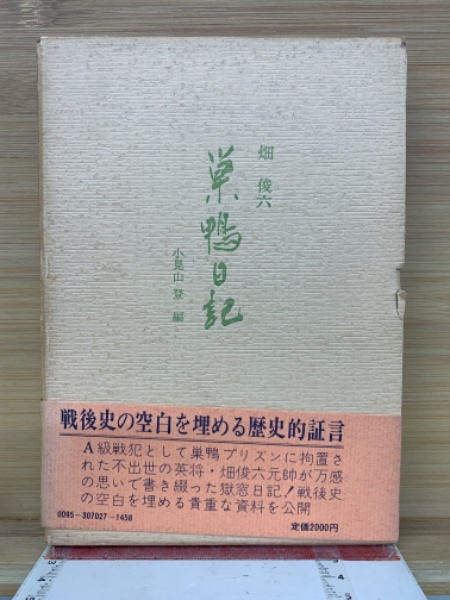 畑 俊六
巣鴨日記
小見山 登 編
戦後史の空白を埋める歴史的証言
A級戦犯として巣鴨プリズンに拘置さ
れた不出世の英将・畑俊六元帥が万感
の思いで書き綴った獄窓日記!戦後史
の空白を埋める貴重な資料を公開
0095-307027-1458
定価2000円